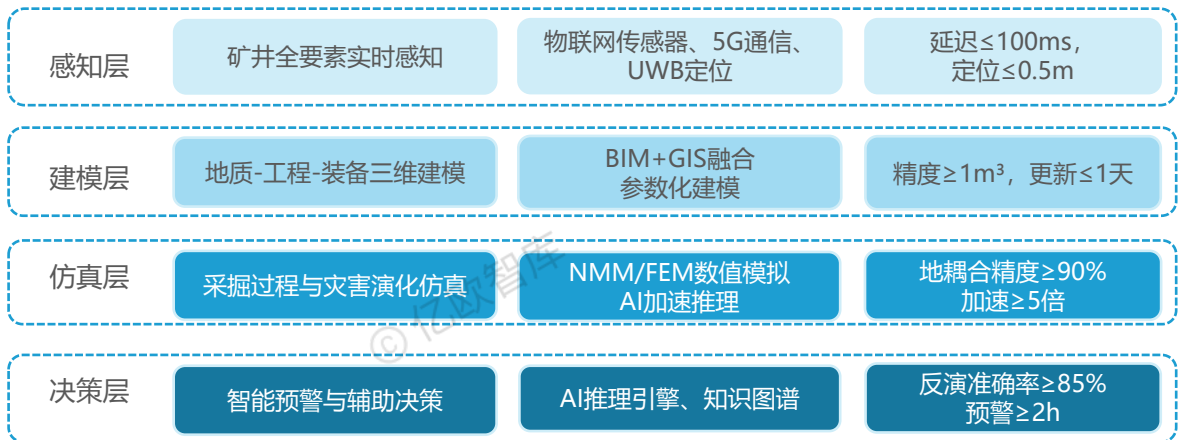 感知层
矿井全要素实时感知
物联网传感器、5G通信、
UWB定位
延迟≤100ms，
定位≤0.5m
建模层
地质-工程-装备三维建模
BIM+GIS融合
参数化建模
精度≥1m³，更新≤1天
仿真层
采掘过程与灾害演化仿真
NMM/FEM数值模拟
AI加速推理
地耦合精度≥90%
加速≥5倍
© 亿欧智库
决策层
智能预警与辅助决策
AI推理引擎、知识图谱
反演准确率≥85%
预警≥2h